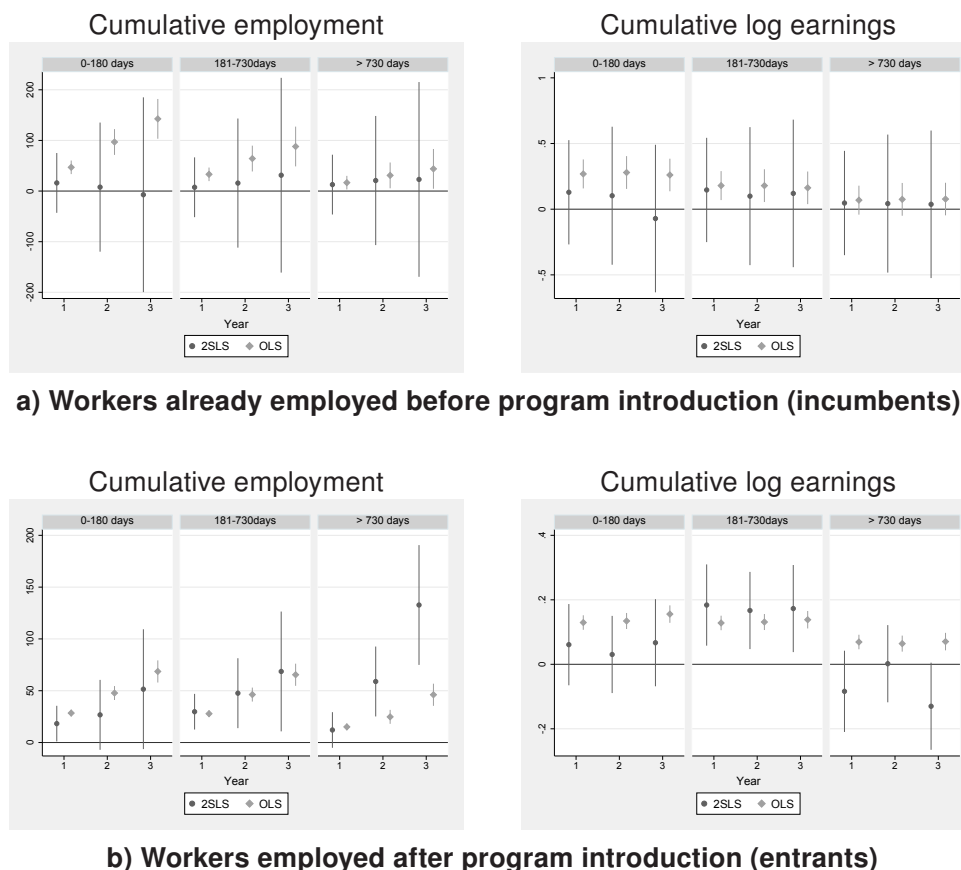 Cumulative employment
0-180 days 181-730days > 730 days
200
100
0
-100
-200
1 2 3 1 2 3 1 2 3
Year
2SLS OLS
Cumulative log earnings
0-180 days 181-730days > 730 days
1
.5
0
-.5
1 2 3 1 2 3 1 2 3
Year
2SLS OLS
a) Workers already employed before program introduction (incumbents)
Cumulative employment
0-180 days 181-730days > 730 days
200
150
100
50
0
1 2 3 1 2 3 1 2 3
Year
2SLS OLS
Cumulative log earnings
0-180 days 181-730days > 730 days
.4
.2
0
-.2
1 2 3 1 2 3 1 2 3
Year
2SLS OLS
b) Workers employed after program introduction (entrants)